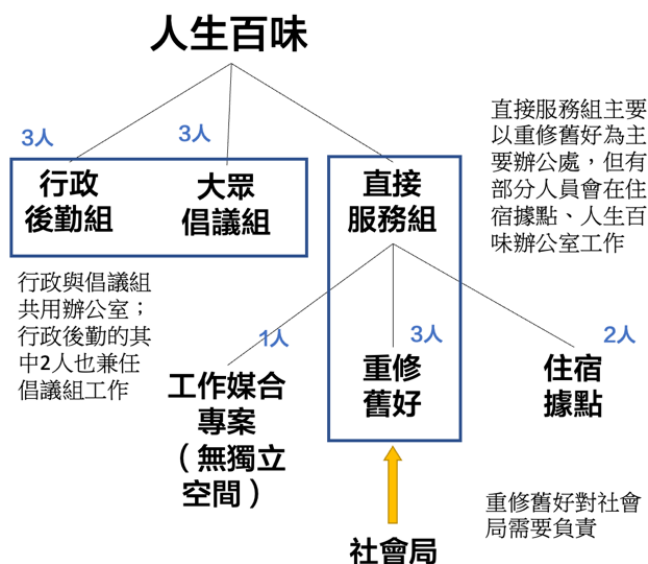 人生百味
3人
3人
行政
後勤組
大眾
倡議組
直接
服務組
直接服務組主要
以重修舊好為主
要辦公處，但有
部分人員會在住
宿據點、人生百
味辦公室工作
行政與倡議組
共用辦公室；
行政後勤的其
中2人也兼任
倡議組工作
1人
3人
2人
工作媒合
專案
（無獨立
空間）
重修
舊好
住宿
據點
重修舊好對社會
局需要負責
社會局